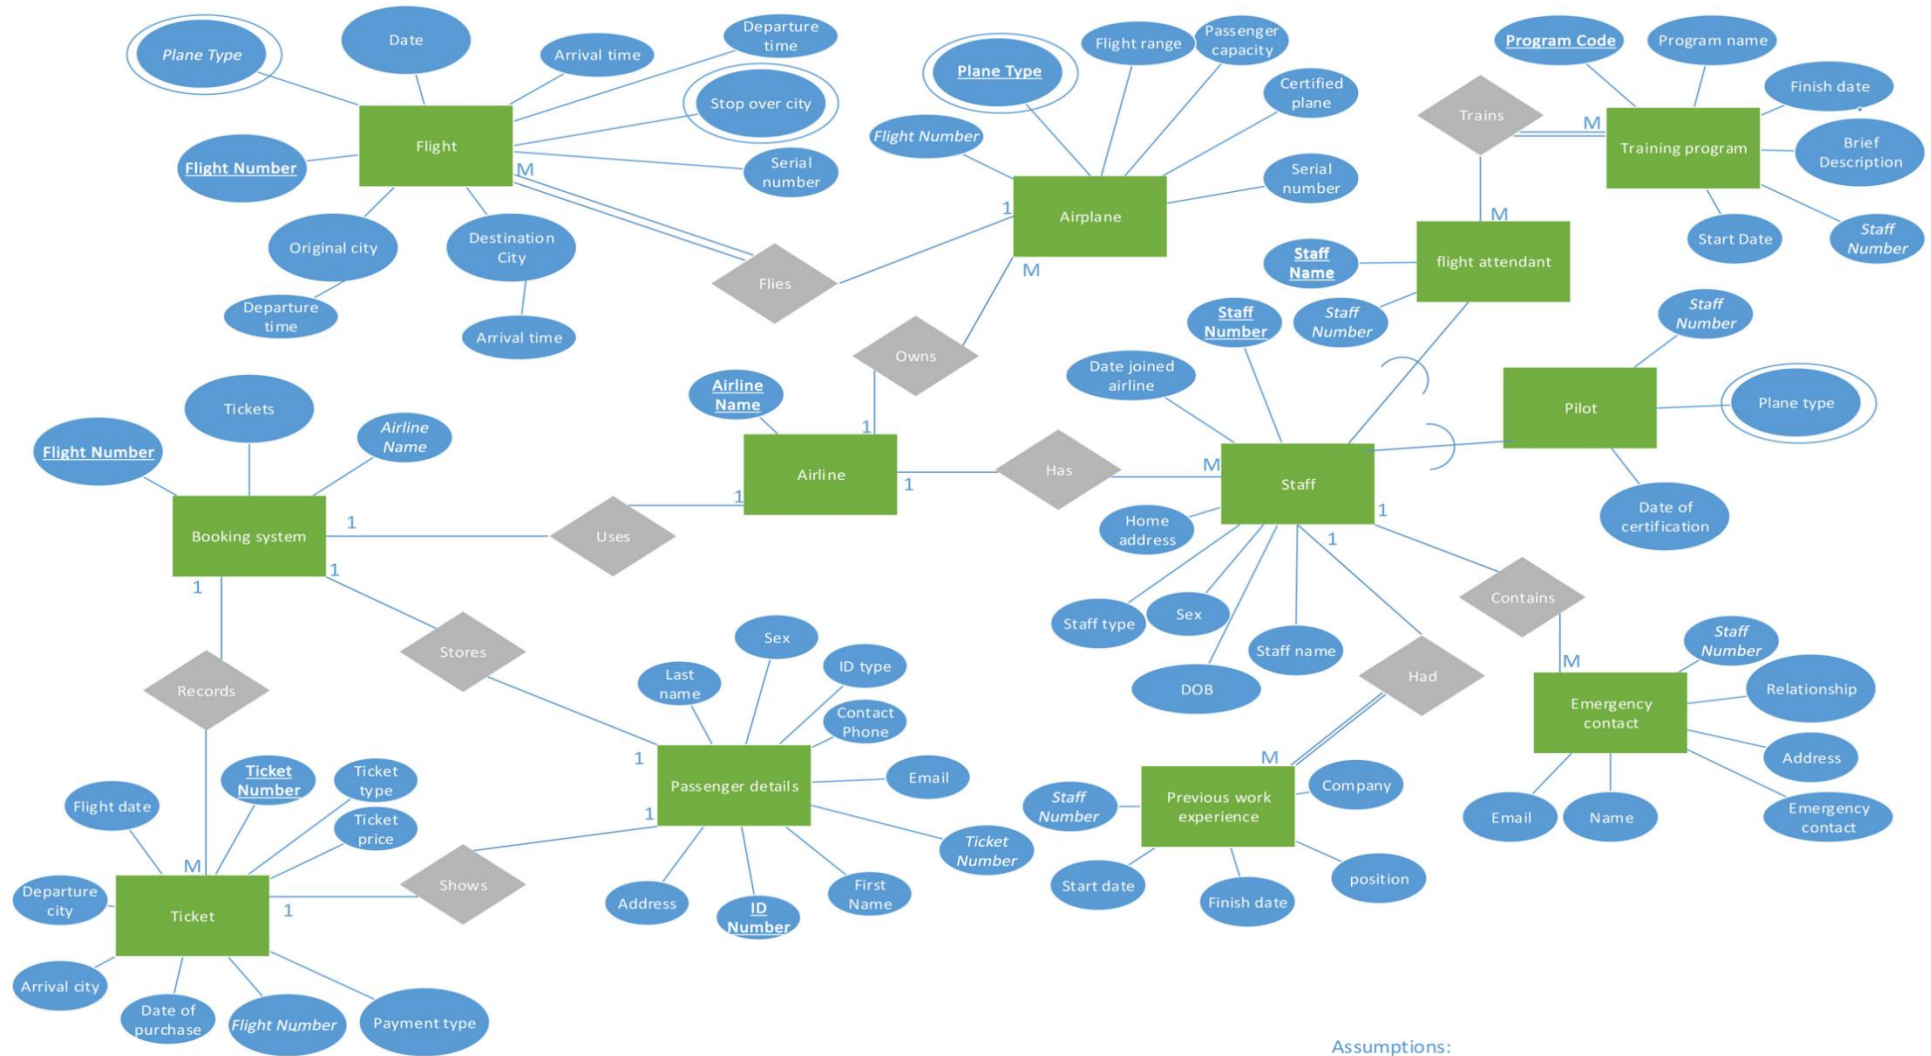 Plane Type
Date
Arrival time
Departure
time
Stop over city
Flight
Flight Number
M
Serial
number
Original city
Destination
City
Departure
time
Arrival time
Flies
Plane Type
Flight range
Passenger
capacity
Certified
plane
Flight Number
Serial
number
1
Airplane
M
Owns
Program Code
Program name
Finish date
Trains
M
Training program
Brief
Description
M
Start Date
Staff
Number
Staff
Name
flight attendant
Staff
Number
Staff
Number
Staff
Number
Date joined
airline
Pilot
Plane type
Date of
certification
Airline
Name
1
Airline
1
1
Has
M
Staff
1
1
Home
address
Staff type
Sex
DOB
Staff name
Contains
Had
Tickets
Airline
Name
Flight Number
Booking system
1
1
1
Uses
Stores
Records
Sex
Last
name
ID type
Contact
Phone
Email
1
Passenger details
1
Ticket
Number
Address
ID
Number
First
Name
Shows
Flight date
Ticket
Number
Ticket
type
Ticket
price
M
Departure
city
Ticket
1
Arrival city
Date of
purchase
Flight Number
Payment type
M
Staff
Number
Previous work
experience
Company
Start date
Finish date
position
M
Staff
Number
Emergency
contact
Relationship
Address
Email
Name
Emergency
contact
Assumptions: